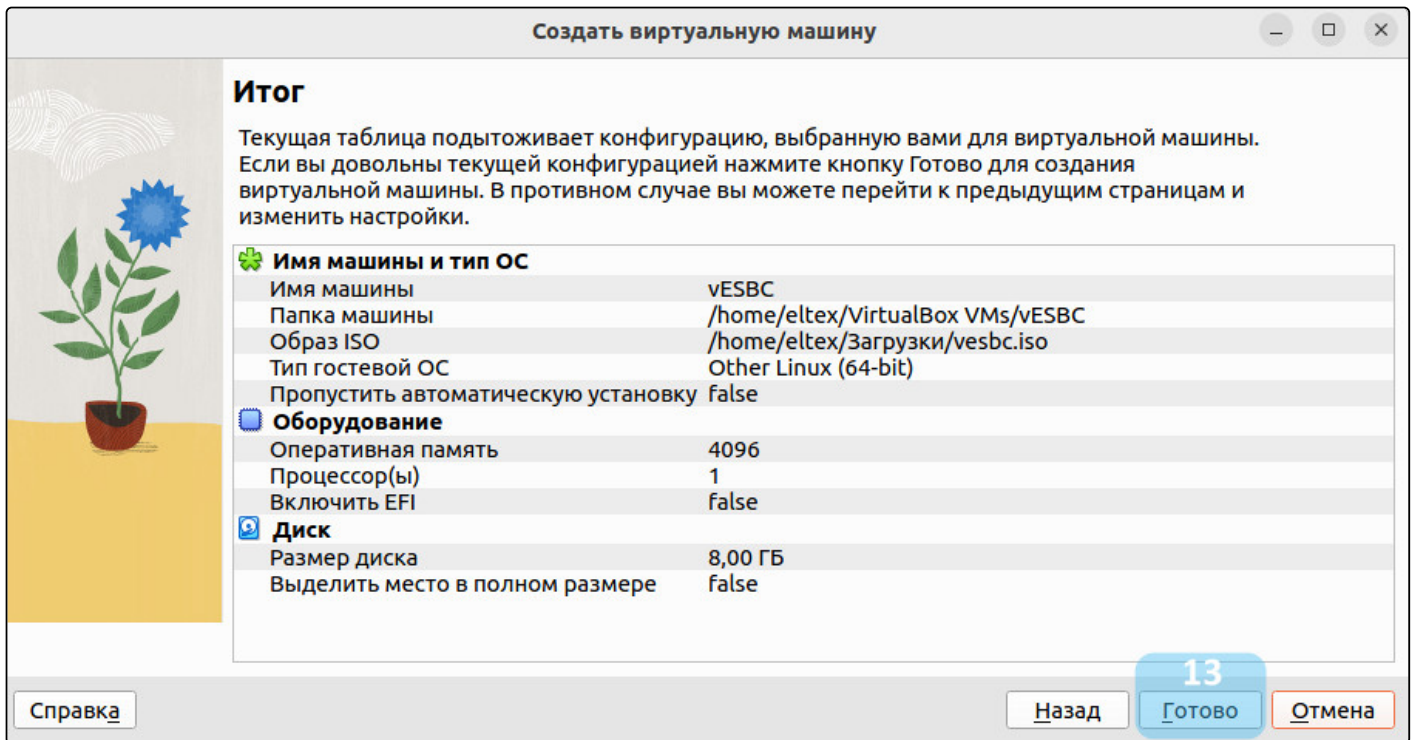 Создать виртуальную машину
Итог
Текущая таблица подытоживает конфигурацию, выбранную вами для виртуальной машины.
Если вы довольны текущей конфигурацией нажмите кнопку Готово для создания
виртуальной машины. В противном случае вы можете перейти к предыдущим страницам и
изменить настройки.
Имя машины и тип ОС
Имя машины vESBC
Папка машины /home/eltex/VirtualBox VMs/vESBC
Образ ISO /home/eltex/Загрузки/vesbc.iso
Тип гостевой ОС Other Linux (64-bit)
Пропустить автоматическую установку false
Оборудование
Оперативная память 4096
Процессор(ы) 1
Включить EFI false
Диск
Размер диска 8,00 ГБ
Выделить место в полном размере false
13
Справка Назад Готово Отмена